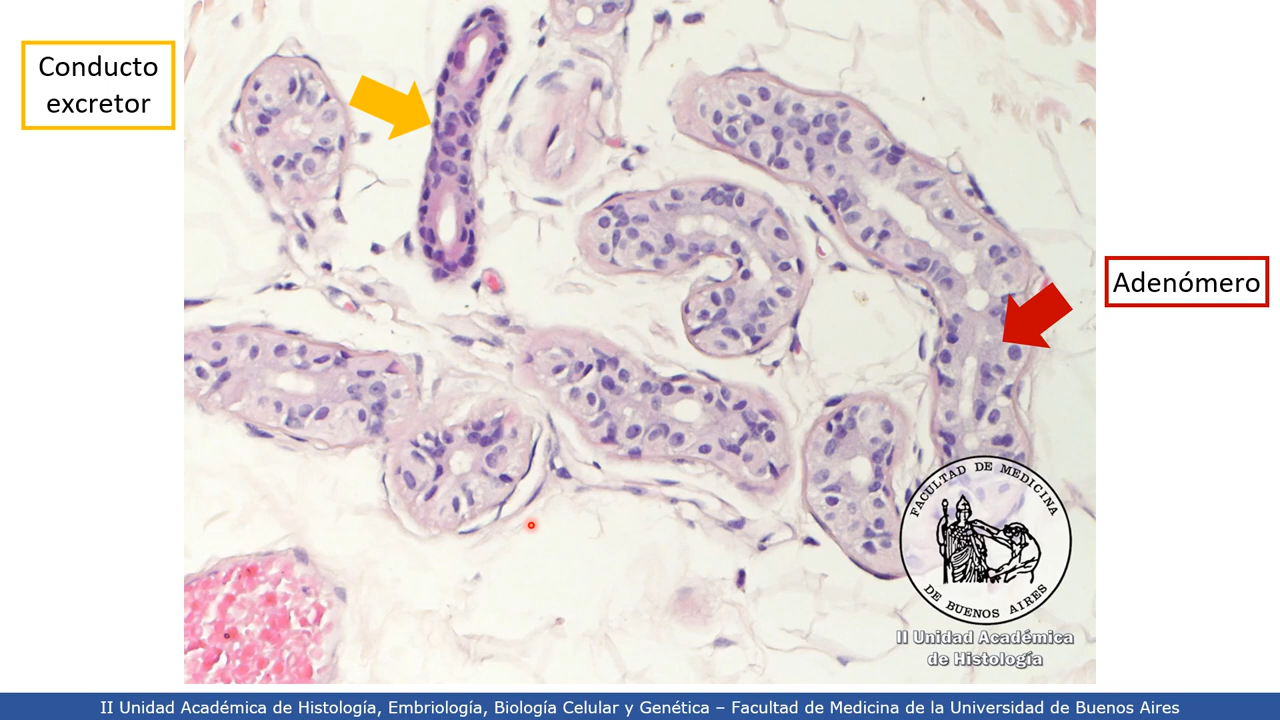 Conducto
excretor
Adenómero
FACULTAD DE MEDICINA
DE BUENOS AIRES
II Unidad Académica
de Histología
II Unidad Académica de Histología, Embriología, Biología Celular y Genética – Facultad de Medicina de la Universidad de Buenos Aires